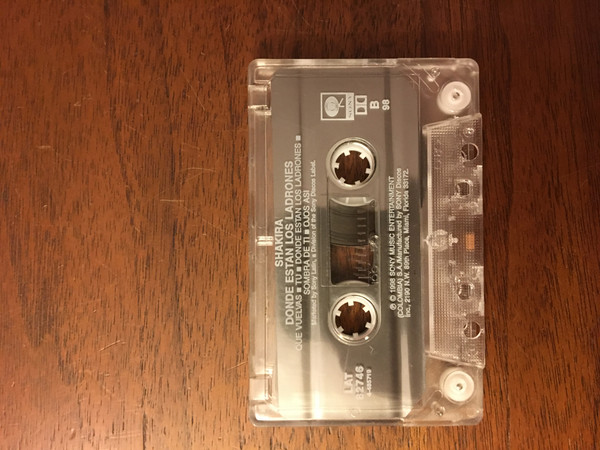 SHAKIRA
DONDE ESTAN LOS LADRONES
QUE VUELVAS ■ TU ■ DONDE ESTAN LOS LADRONES ■
SOMBRA DE TI ■ OJOS ASI
Marketed by Sony Latin, a Division of the Sony Discos Label.
B
98
LAT
82746
℗ © 1998 SONY MUSIC ENTERTAINMENT
(COLOMBIA) S.A./Manufactured by SONY Discos
Inc., 2190 N.W. 89th Place, Miami, Florida 33172.